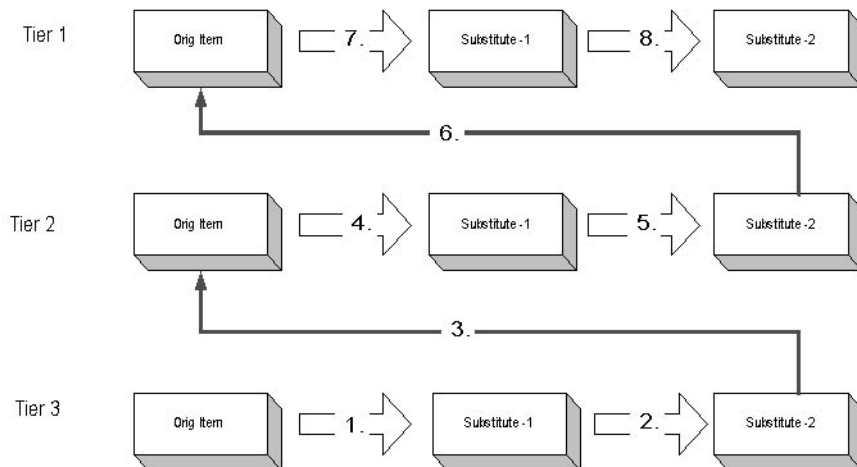 Tier 1
Orig Item
7.
Substitute-1
8.
Substitute-2
6.
Tier 2
Orig Item
4.
Substitute-1
5.
Substitute-2
3.
Tier 3
Orig Item
1.
Substitute-1
2.
Substitute-2